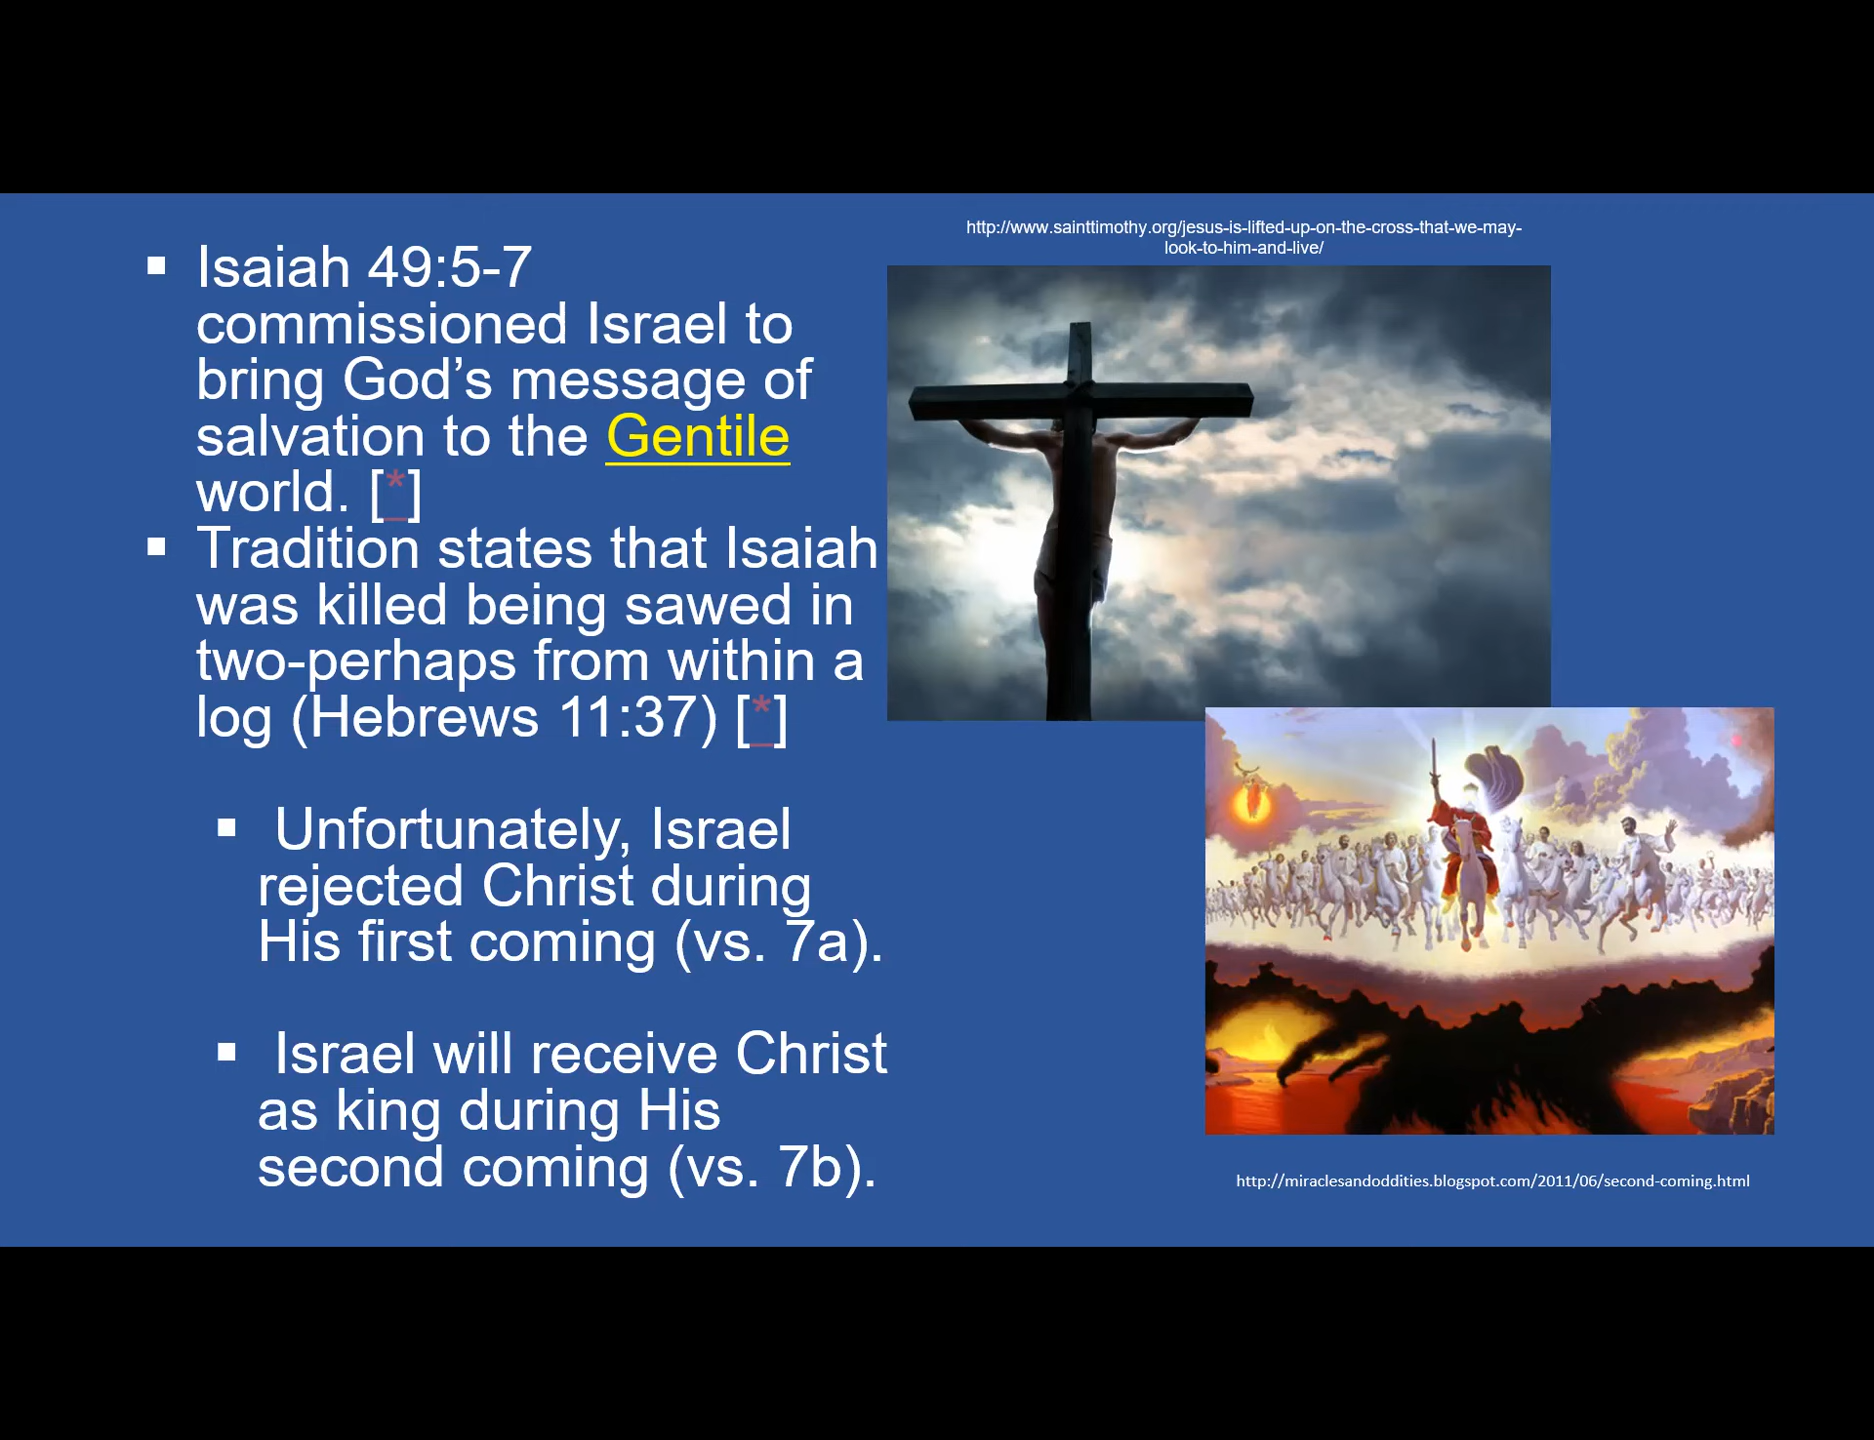 ▪ Isaiah 49:5-7
commissioned Israel to
bring God’s message of
salvation to the Gentile
world. [*]
▪ Tradition states that Isaiah
was killed being sawed in
two-perhaps from within a
log (Hebrews 11:37) [*]
▪ Unfortunately, Israel
rejected Christ during
His first coming (vs. 7a).
▪ Israel will receive Christ
as king during His
second coming (vs. 7b).
http://www.sainttimothy.org/jesus-is-lifted-up-on-the-cross-that-we-may-
look-to-him-and-live/
http://miraclesandoddities.blogspot.com/2011/06/second-coming.html